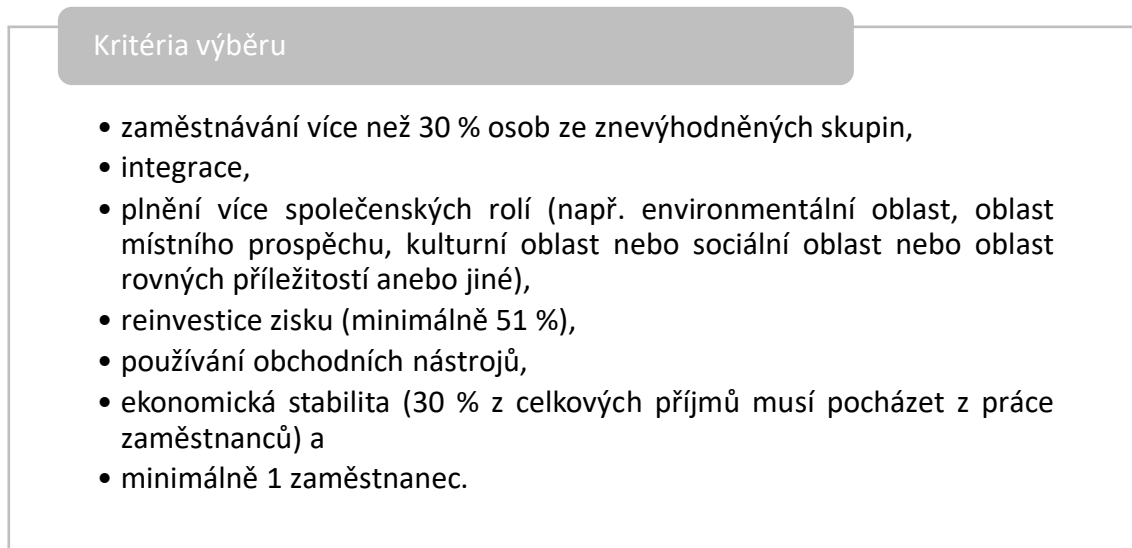 Kritéria výběru
• zaměstnávání více než 30 % osob ze znevýhodněných skupin,
• integrace,
• plnění více společenských rolí (např. environmentální oblast, oblast
místního prospěchu, kulturní oblast nebo sociální oblast nebo oblast
rovných příležitostí anebo jiné),
• reinvestice zisku (minimálně 51 %),
• používání obchodních nástrojů,
• ekonomická stabilita (30 % z celkových příjmů musí pocházet z práce
zaměstnanců) a
• minimálně 1 zaměstnanec.